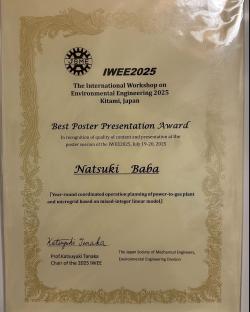 JSME
IWEE2025
The International Workshop on
Environmental Engineering 2025
Kitami, Japan
Best Poster Presentation Award
In recognition of quality of content and presentation at the
poster session of the IWEE2025, July 19-20, 2025
Natsuki Baba
[Year-round coordinated operation planning of power-to-gas plant
and microgrid based on mixed-integer linear model]
Katsuyuki Tanaka
Prof.Katsuyuki Tanaka
Chair of the 2025 IWEE
The Japan Society of Mechanical Engineers,
Environmental Engineering Division